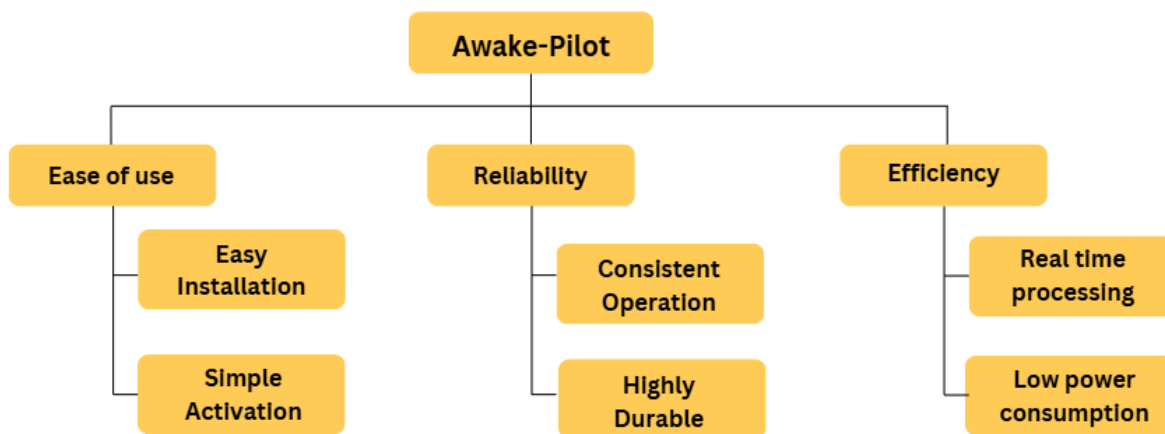 Awake-Pilot
Ease of use
Reliability
Efficiency
Easy
Installation
Consistent
Operation
Real time
processing
Simple
Activation
Highly
Durable
Low power
consumption